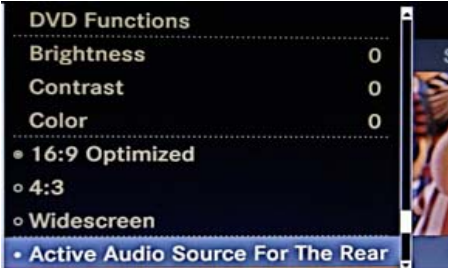 DVD Functions
Brightness 0
Contrast 0
Color 0
16:9 Optimized
4:3
Widescreen
Active Audio Source For The Rear